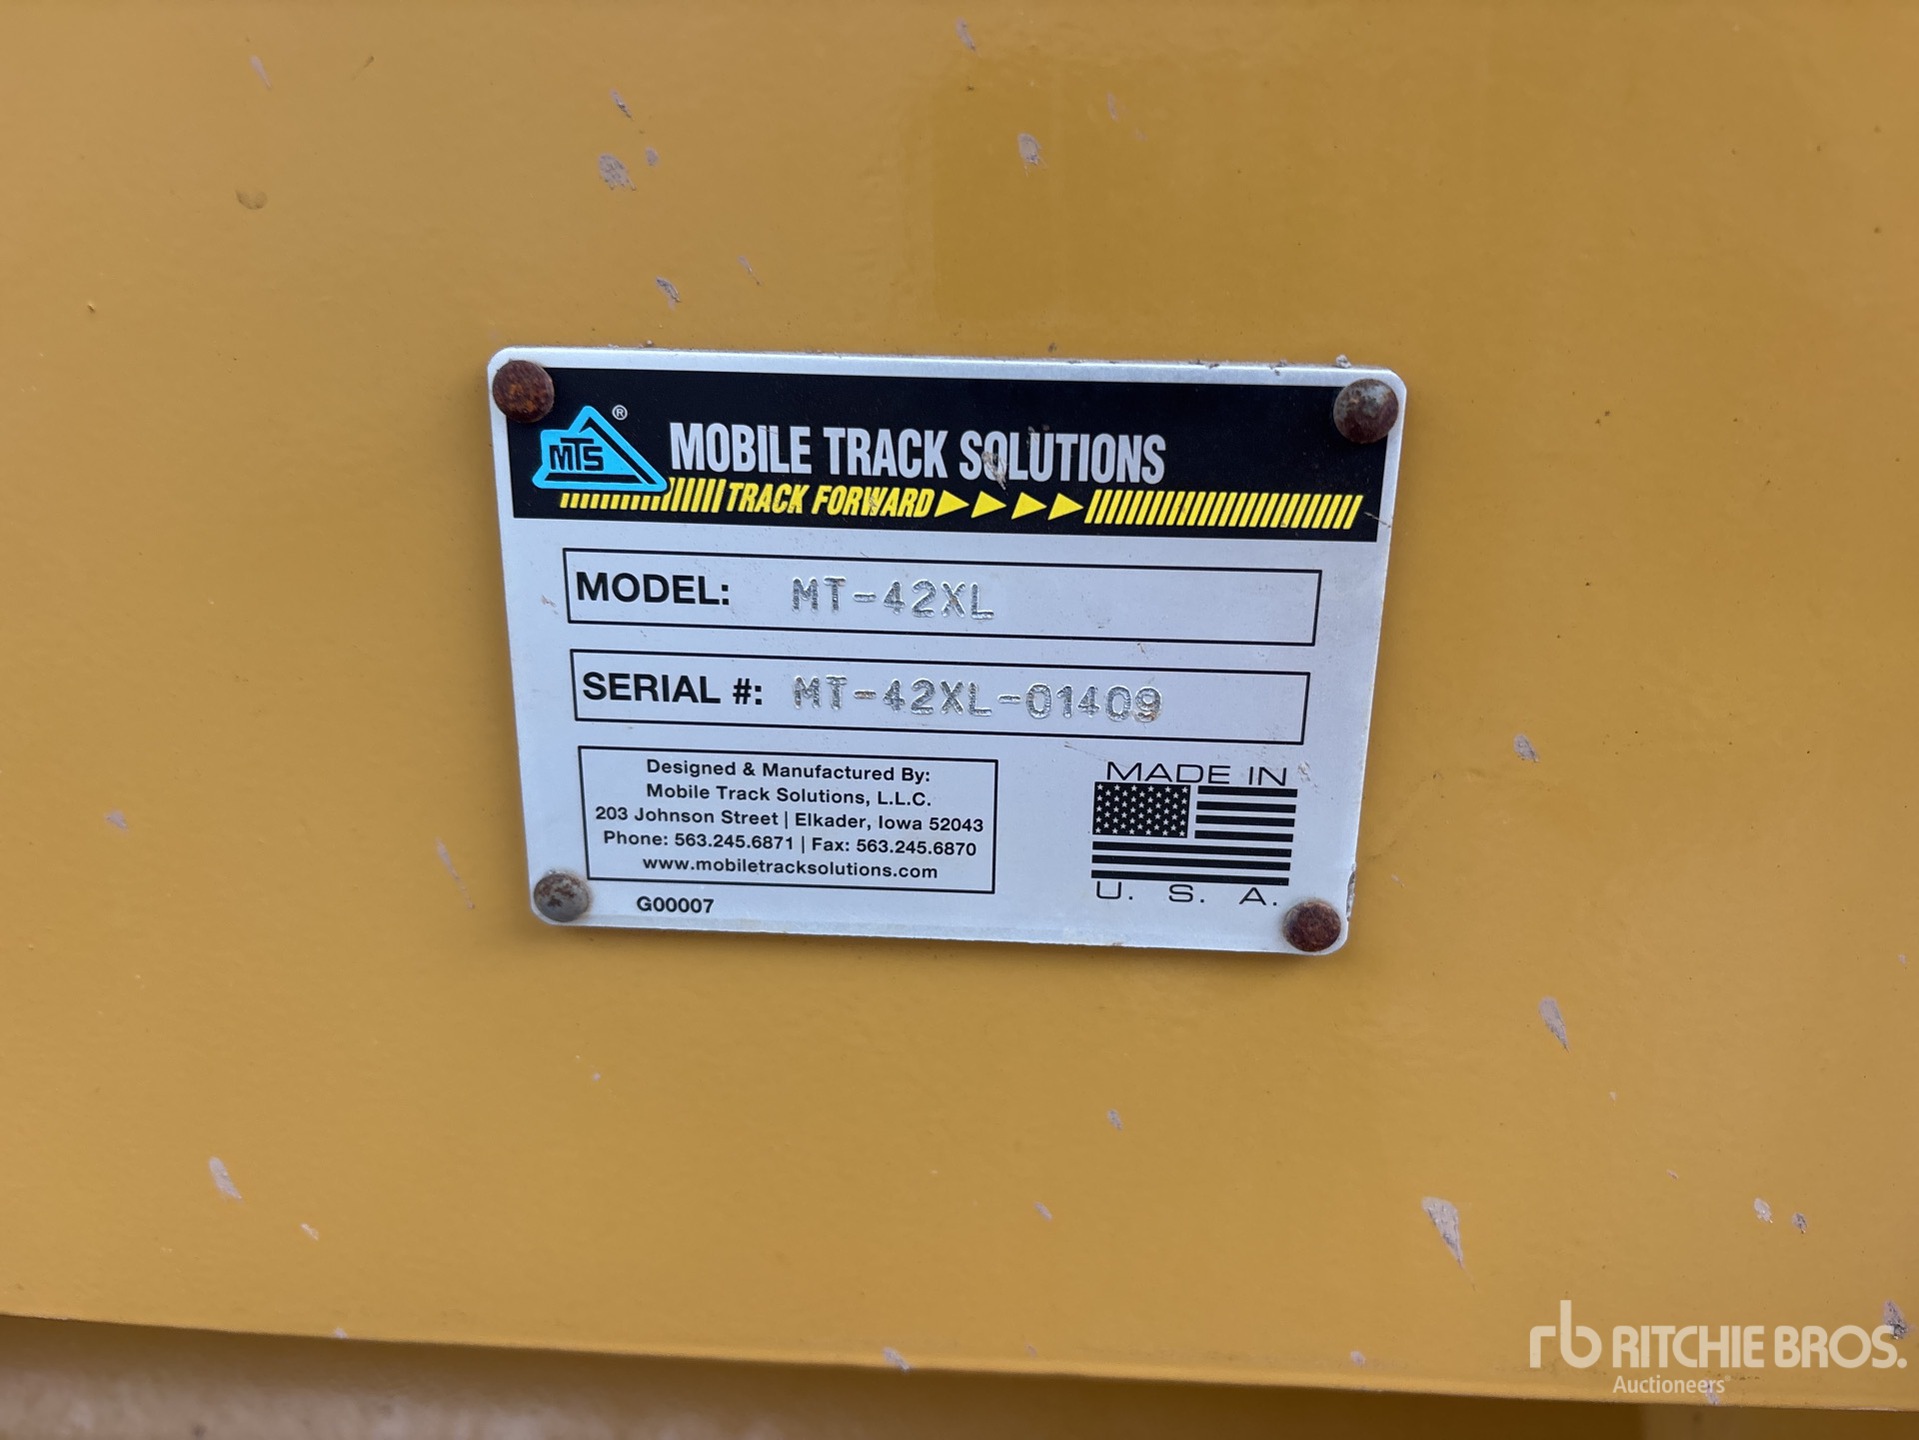 MTS ®
MOBILE TRACK SOLUTIONS
TRACK FORWARD
MODEL: MT-42XL
SERIAL #: MT-42XL-01409
Designed & Manufactured By:
Mobile Track Solutions, L.L.C.
203 Johnson Street | Elkader, Iowa 52043
Phone: 563.245.6871 | Fax: 563.245.6870
www.mobiletracksolutions.com
G00007
MADE IN
U. S. A.
rb RITCHIE BROS.
Auctioneers